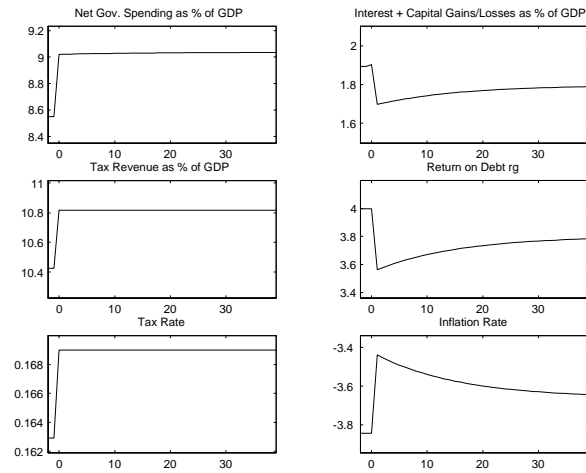 Net Gov. Spending as % of GDP
9.2
9
8.8
8.6
8.4
0 10 20 30
Interest + Capital Gains/Losses as % of GDP
2
1.8
1.6
0 10 20 30
Tax Revenue as % of GDP
11
10.8
10.6
10.4
0 10 20 30
Return on Debt rg
4
3.8
3.6
3.4
0 10 20 30
Tax Rate
0.168
0.166
0.164
0.162
0 10 20 30
Inflation Rate
-3.4
-3.6
-3.8
0 10 20 30